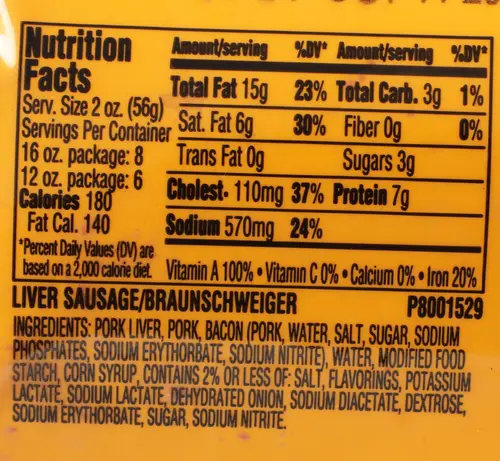 Nutrition Facts
Serv. Size 2 oz. (56g)
Servings Per Container
16 oz. package: 8
12 oz. package: 6
Calories 180
Fat Cal. 140
*Percent Daily Values (DV) are
based on a 2,000 calorie diet.
Amount/serving %DV* Amount/serving %DV*
Total Fat 15g 23% Total Carb. 3g 1%
Sat. Fat 6g 30% Fiber 0g 0%
Trans Fat 0g Sugars 3g
Cholest. 110mg 37% Protein 7g
Sodium 570mg 24%
Vitamin A 100% • Vitamin C 0% • Calcium 0% • Iron 20%
LIVER SAUSAGE/BRAUNSCHWEIGER P8001529
INGREDIENTS: PORK LIVER, PORK, BACON (PORK, WATER, SALT, SUGAR, SODIUM
PHOSPHATES, SODIUM ERYTHORBATE, SODIUM NITRITE), WATER, MODIFIED FOOD
STARCH, CORN SYRUP, CONTAINS 2% OR LESS OF: SALT, FLAVORINGS, POTASSIUM
LACTATE, SODIUM LACTATE, DEHYDRATED ONION, SODIUM DIACETATE, DEXTROSE,
SODIUM ERYTHORBATE, SUGAR, SODIUM NITRITE.